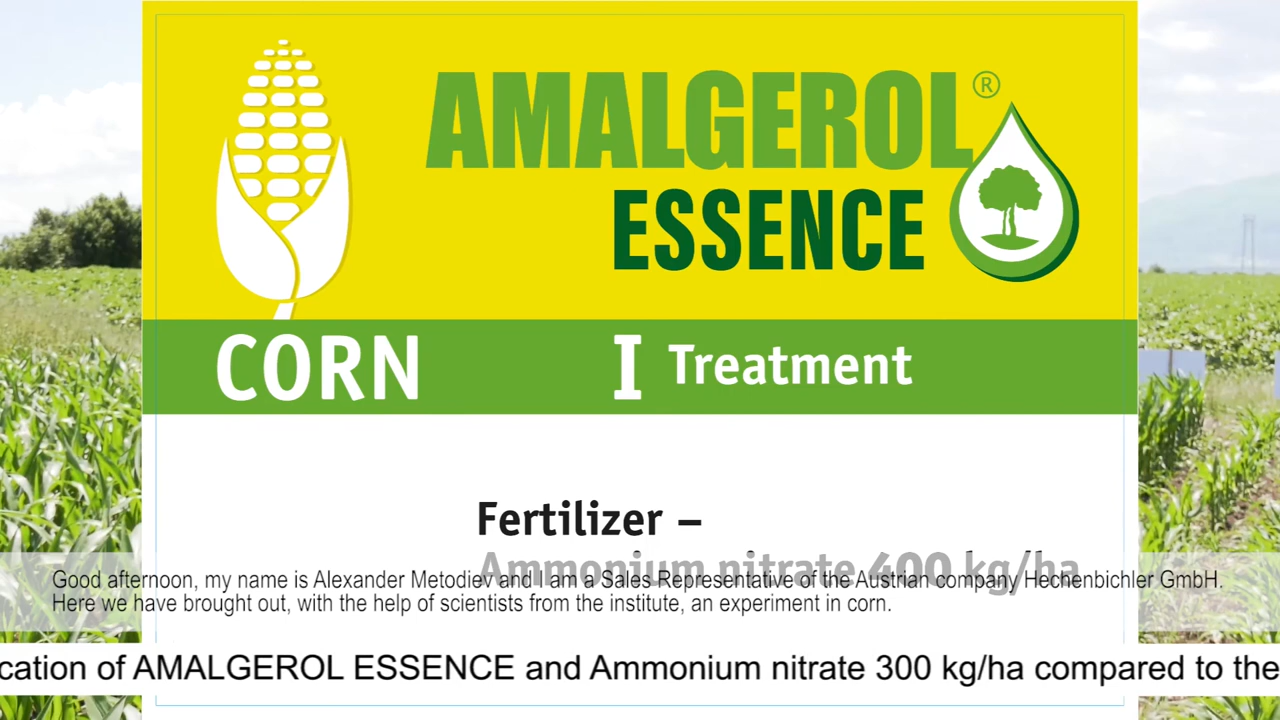 AMALGEROL®
ESSENCE
CORN I Treatment
Fertilizer –
Ammonium nitrate 400 kg/ha
Good afternoon, my name is Alexander Metodiev and I am a Sales Representative of the Austrian company Hechenbichler GmbH.
Here we have brought out, with the help of scientists from the institute, an experiment in corn.
cation of AMALGEROL ESSENCE and Ammonium nitrate 300 kg/ha compared to the